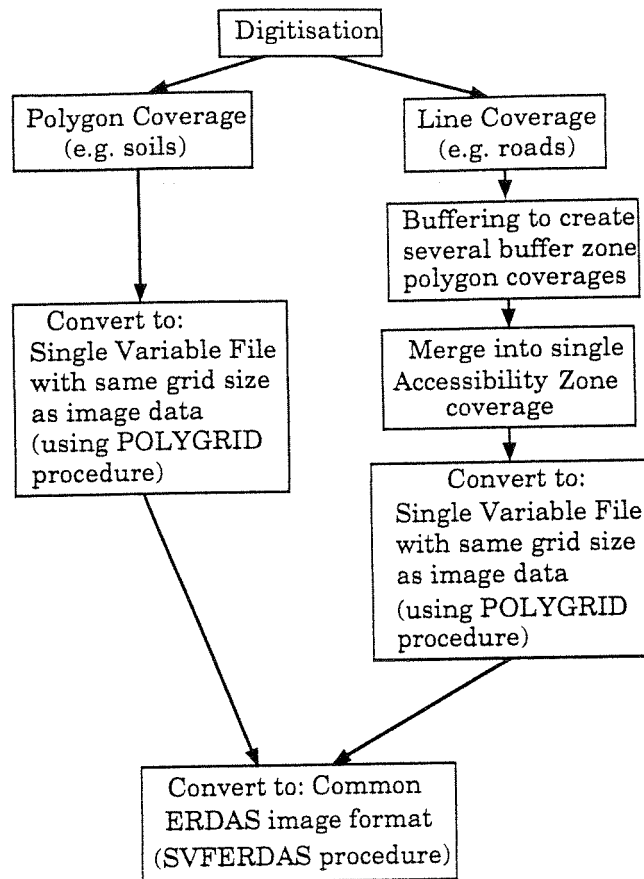 Digitisation
Polygon Coverage
(e.g. soils)
Line Coverage
(e.g. roads)
Buffering to create
several buffer zone
polygon coverages
Convert to:
Single Variable File
with same grid size
as image data
(using POLYGRID
procedure)
Merge into single
Accessibility Zone
coverage
Convert to:
Single Variable File
with same grid size
as image data
(using POLYGRID
procedure)
Convert to: Common
ERDAS image format
(SVFERDAS procedure)